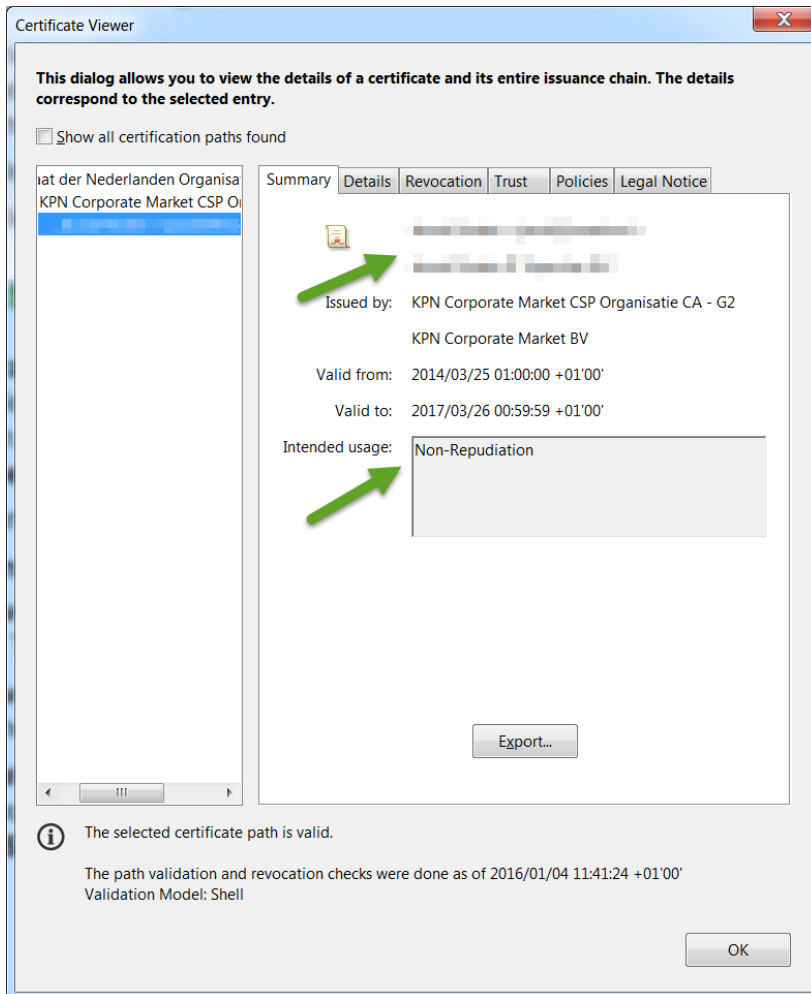 Certificate Viewer
This dialog allows you to view the details of a certificate and its entire issuance chain. The details
correspond to the selected entry.
Show all certification paths found
aat der Nederlanden Organisa
KPN Corporate Market CSP O
Summary Details Revocation Trust Policies Legal Notice
Issued by: KPN Corporate Market CSP Organisatie CA - G2
KPN Corporate Market BV
Valid from: 2014/03/25 01:00:00 +01'00'
Valid to: 2017/03/26 00:59:59 +01'00'
Intended usage: Non-Repudiation
Export...
The selected certificate path is valid.
The path validation and revocation checks were done as of 2016/01/04 11:41:24 +01'00'
Validation Model: Shell
OK